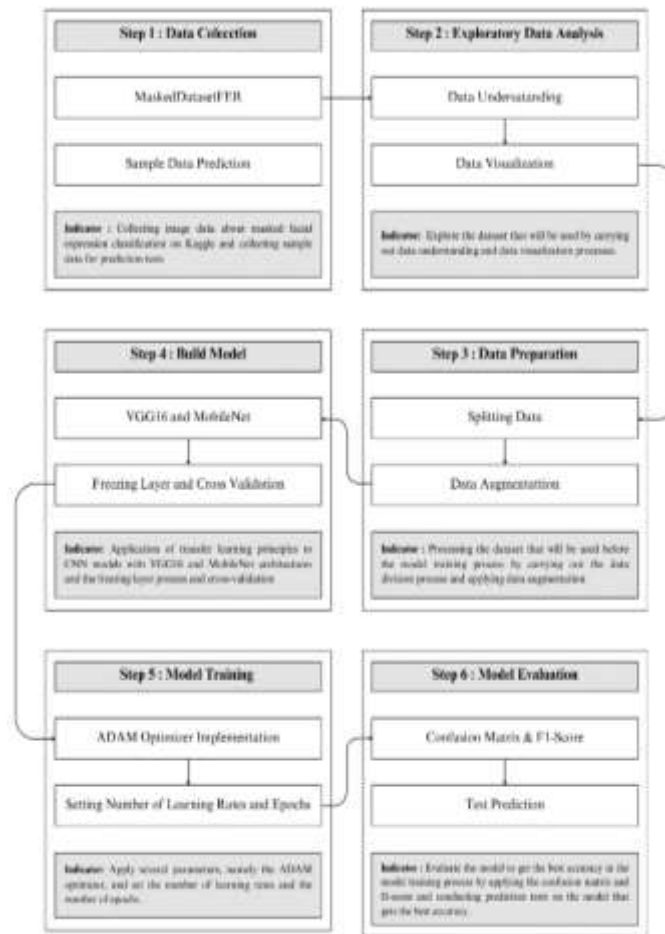 Step 1 : Data Colecction
MaskedDatasetFER
Sample Data Prediction
Indicator : Collecting image data about masked facial
expression classification on Kaggle and collecting sample
data for prediction tests
Step 2 : Exploratory Data Analysis
Data Undersatanding
Data Visualization
Indicator: Explore the dataset that will be used by carrying
out data understanding and data visualization processes.
Step 3 : Data Preparation
Splitting Data
Data Augmentation
Indicator : Processing the dataset that will be used before
the model training process by carrying out the data
division process and applying data augmentation
Step 4 : Build Model
VGG16 and MobileNet
Freezing Layer and Cross Validation
Indicator: Application of transfer learning principles to
CNN models with VGG16 and MobileNet architectures
and the freezing layer process and cross-validation
Step 5 : Model Training
ADAM Optimizer Implementation
Setting Number of Learning Rates and Epochs
Indicator: Apply several parameters, namely the ADAM
optimizer, and set the number of learning rates and the
number of epochs.
Step 6 : Model Evaluation
Confusion Matrix & F1-Score
Test Prediction
Indicator : Evaluate the model to get the best accuracy in the
model training process by applying the confusion matrix and
f1-score and conducting prediction tests on the model that
gets the best accuracy.